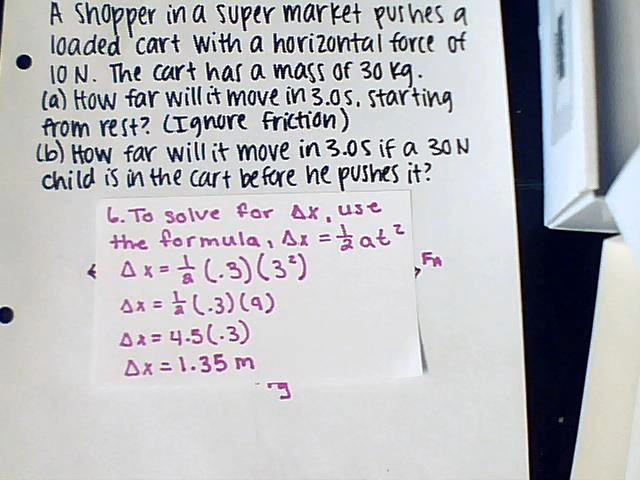 A shopper in a super market pushes a
loaded cart with a horizontal force of
10 N. The cart has a mass of 30 kg.
(a) How far will it move in 3.0s, starting
from rest? (Ignore friction)
(b) How far will it move in 3.0s if a 30N
child is in the cart before he pushes it?
6. To solve for Δx, use
the formula, Δx = ½at²
Δx = ½(.3)(3²)
FA
Δx = ½(.3)(9)
Δx = 4.5(.3)
Δx = 1.35 m